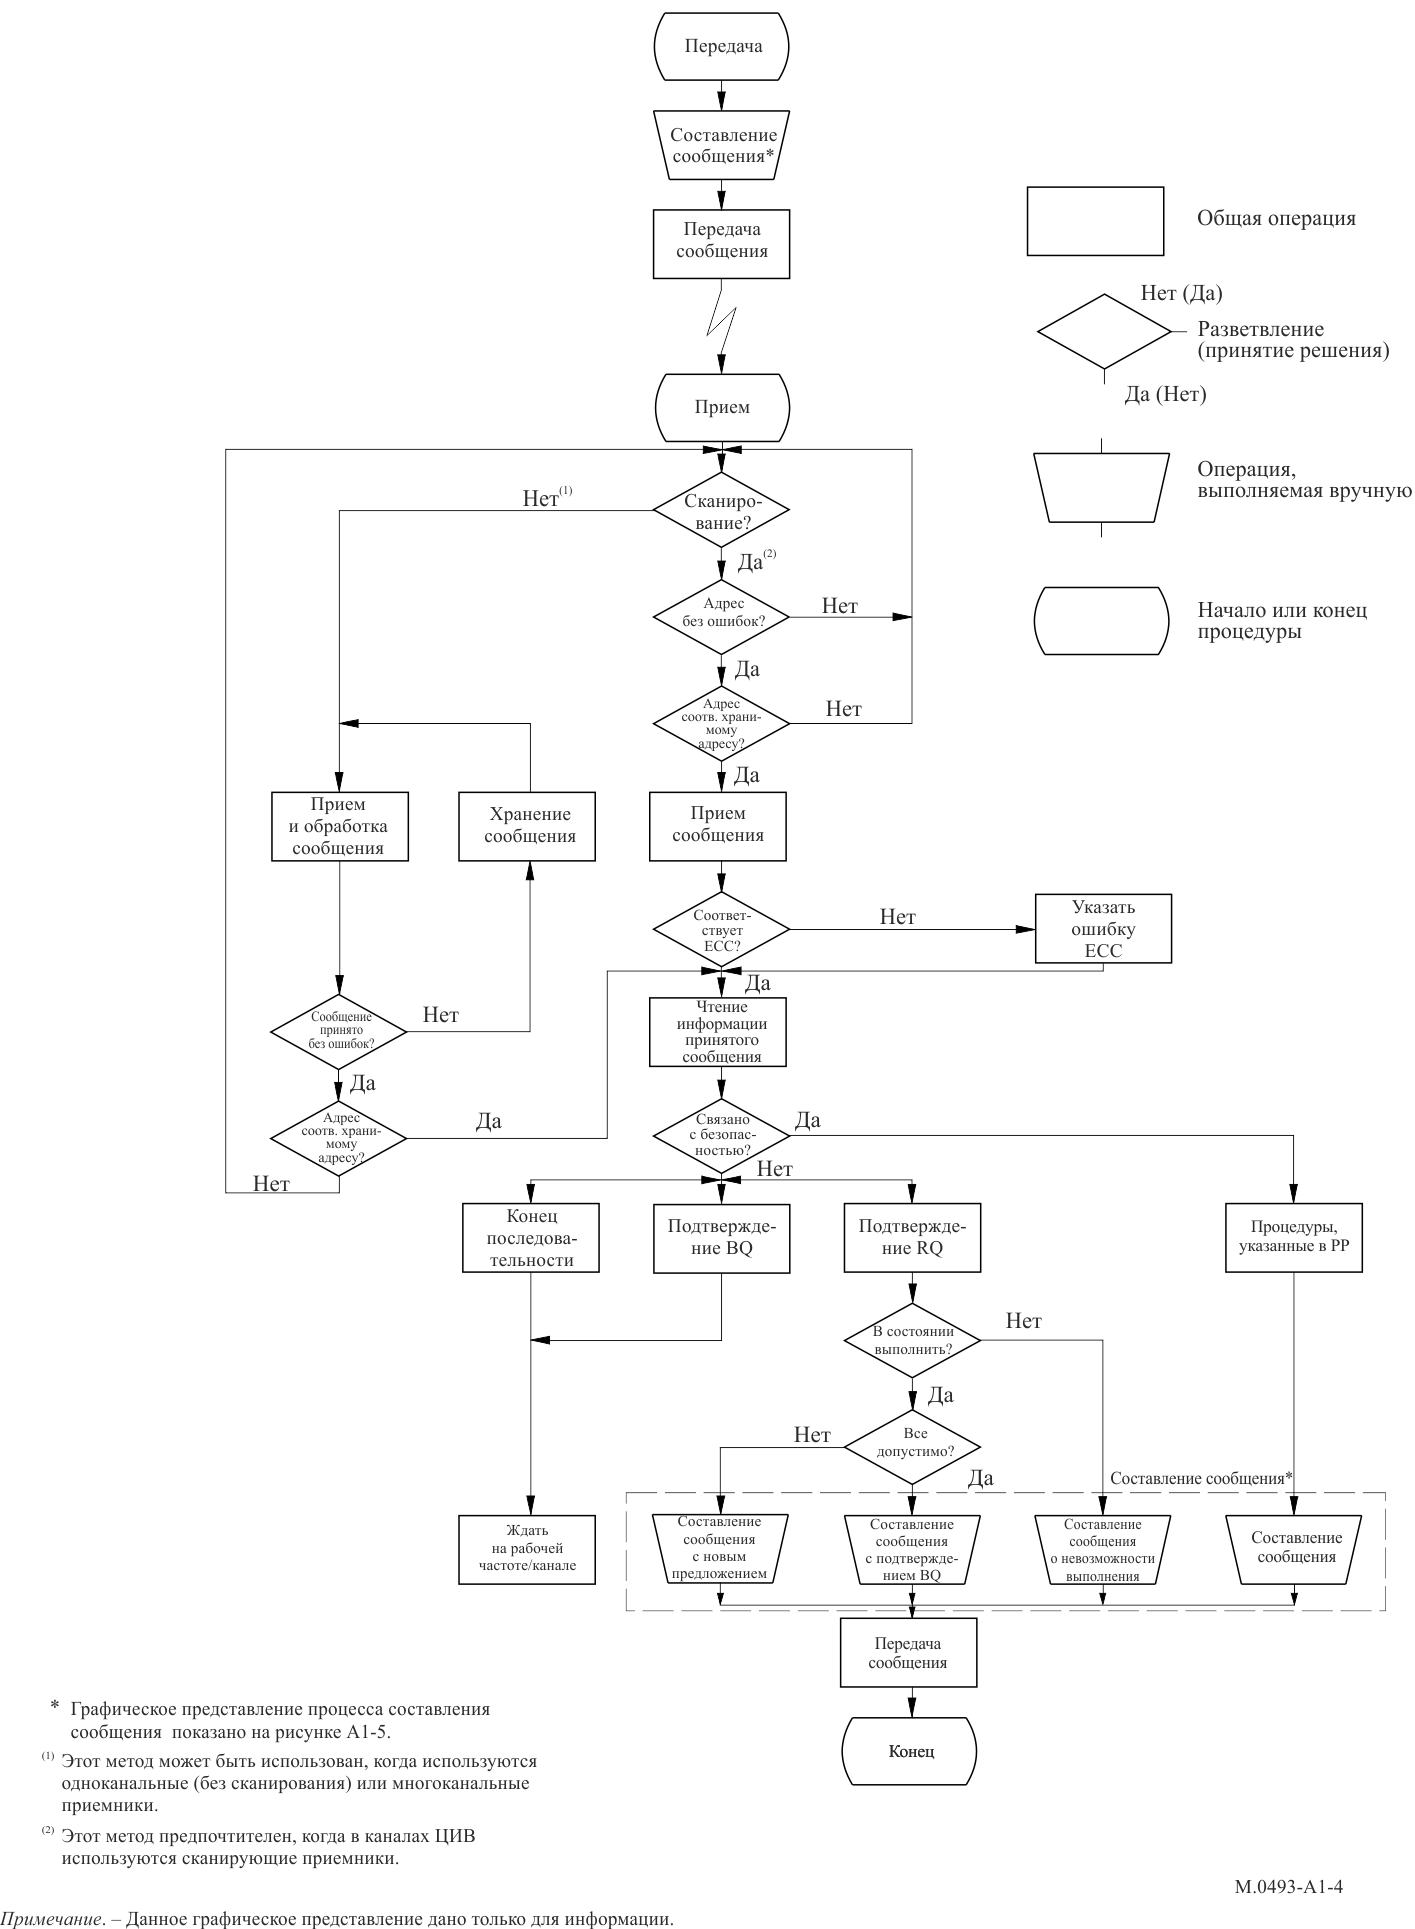 Передача
Составление
сообщения*
Передача
сообщения
Общая операция
Нет (Да)
Разветвление
(принятие решения)
Да (Нет)
Прием
Операция,
выполняемая вручную
Нет(1)
Сканиро-
вание?
Да(2)
Адрес
без ошибок?
Нет
Начало или конец
процедуры
Да
Адрес
соотв. храни-
мому
адресу?
Нет
Да
Прием
и обработка
сообщения
Хранение
сообщения
Прием
сообщения
Соответ-
ствует
ECC?
Нет
Указать
ошибку
ECC
Да
Сообщение
принято
без ошибок?
Нет
Чтение
информации
принятого
сообщения
Да
Адрес
соотв. храни-
мому
адресу?
Да
Нет
Связано
с безопас-
ностью?
Да
Нет
Конец
последова-
тельности
Подтвержде-
ние BQ
Подтвержде-
ние RQ
Процедуры,
указанные в РР
В состоянии
выполнить?
Нет
Да
Нет
Все
допустимо?
Да
Составление сообщения*
Ждать
на рабочей
частоте/канале
Составление
сообщения
с новым
предложением
Составление
сообщения
с подтвержде-
нием BQ
Составление
сообщения
о невозможности
выполнения
Составление
сообщения
Передача
сообщения
Конец
* Графическое представление процесса составления
сообщения показано на рисунке А1-5.
(1) Этот метод может быть использован, когда используются
одноканальные (без сканирования) или многоканальные
приемники.
(2) Этот метод предпочтителен, когда в каналах ЦИВ
используются сканирующие приемники.
M.0493-A1-4
Примечание. – Данное графическое представление дано только для информации.